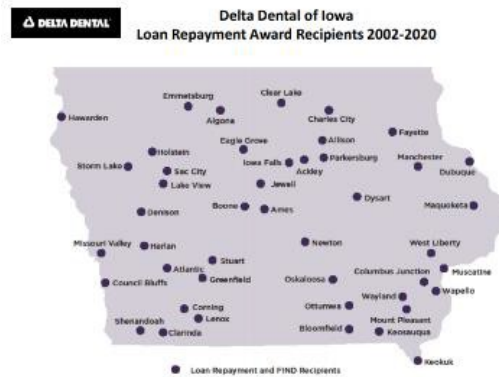 DELTA DENTAL
Delta Dental of Iowa
Loan Repayment Award Recipients 2002-2020
Clear Lake
Emmetsburg
Hawarden
Algona
Charles City
Fayette
Eagle Grove
Allison
Holstein
Iowa Falls
Parkersburg
Manchester
Storm Lake
Sac City
Ackley
Dubuque
Lake View
Jewell
Dysart
Denison
Boone
Ames
Maquoketa
Missouri Valley
Harlan
Newton
West Liberty
Stuart
Atlantic
Columbus Junction
Muscatine
Council Bluffs
Greenfield
Oskaloosa
Wapello
Corning
Ottumwa
Wayland
Shenandoah
Lenox
Mount Pleasant
Clarinda
Bloomfield
Keosauqua
Keokuk
Loan Repayment and FIND Recipients